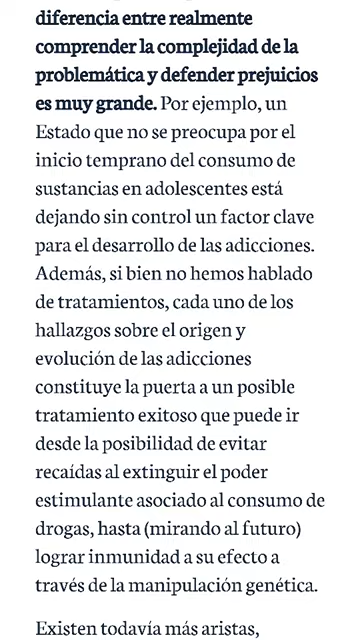 diferencia entre realmente
comprender la complejidad de la
problemática y defender prejuicios
es muy grande. Por ejemplo, un
Estado que no se preocupa por el
inicio temprano del consumo de
sustancias en adolescentes está
dejando sin control un factor clave
para el desarrollo de las adicciones.
Además, si bien no hemos hablado
de tratamientos, cada uno de los
hallazgos sobre el origen y
evolución de las adicciones
constituye la puerta a un posible
tratamiento exitoso que puede ir
desde la posibilidad de evitar
recaídas al extinguir el poder
estimulante asociado al consumo de
drogas, hasta (mirando al futuro)
lograr inmunidad a su efecto a
través de la manipulación genética.
Existen todavía más aristas,